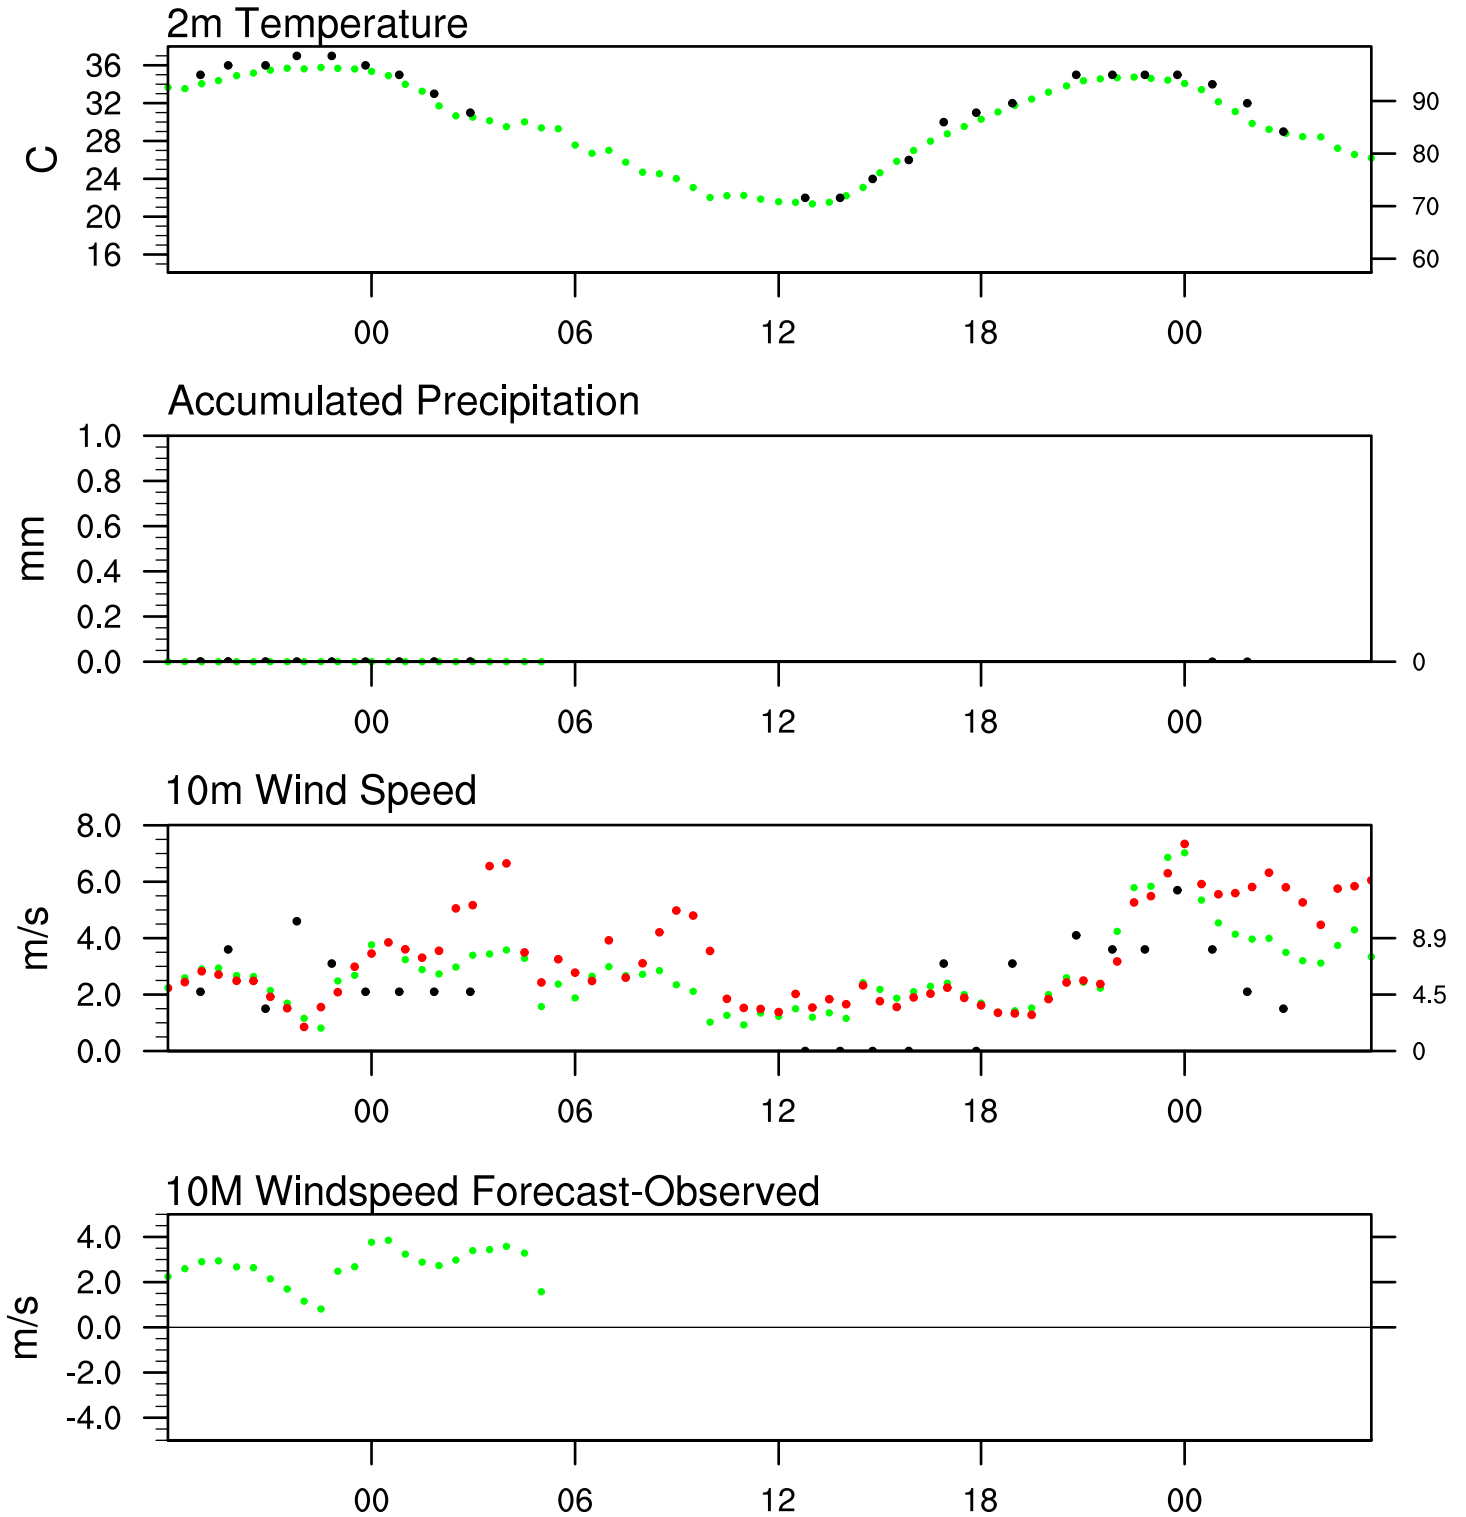 2m Temperature
36
32
28
24
20
16
C
90
80
70
60
00 06 12 18 00
Accumulated Precipitation
1.0
0.8
0.6
0.4
0.2
0.0
mm
0
00 06 12 18 00
10m Wind Speed
8.0
6.0
4.0
2.0
0.0
m/s
8.9
4.5
0
00 06 12 18 00
10M Windspeed Forecast-Observed
4.0
2.0
0.0
-2.0
-4.0
m/s
00 06 12 18 00